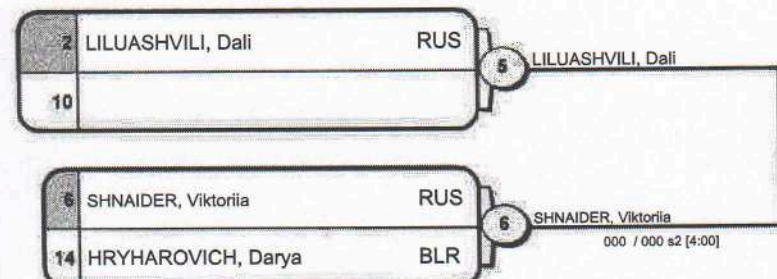 2 LILUASHVILI, Dali RUS
5 LILUASHVILI, Dali
10
6 SHNAIDER, Viktoriia RUS
6 SHNAIDER, Viktoriia
000 / 000 s2 [4:00]
14 HRYHAROVICH, Darya BLR